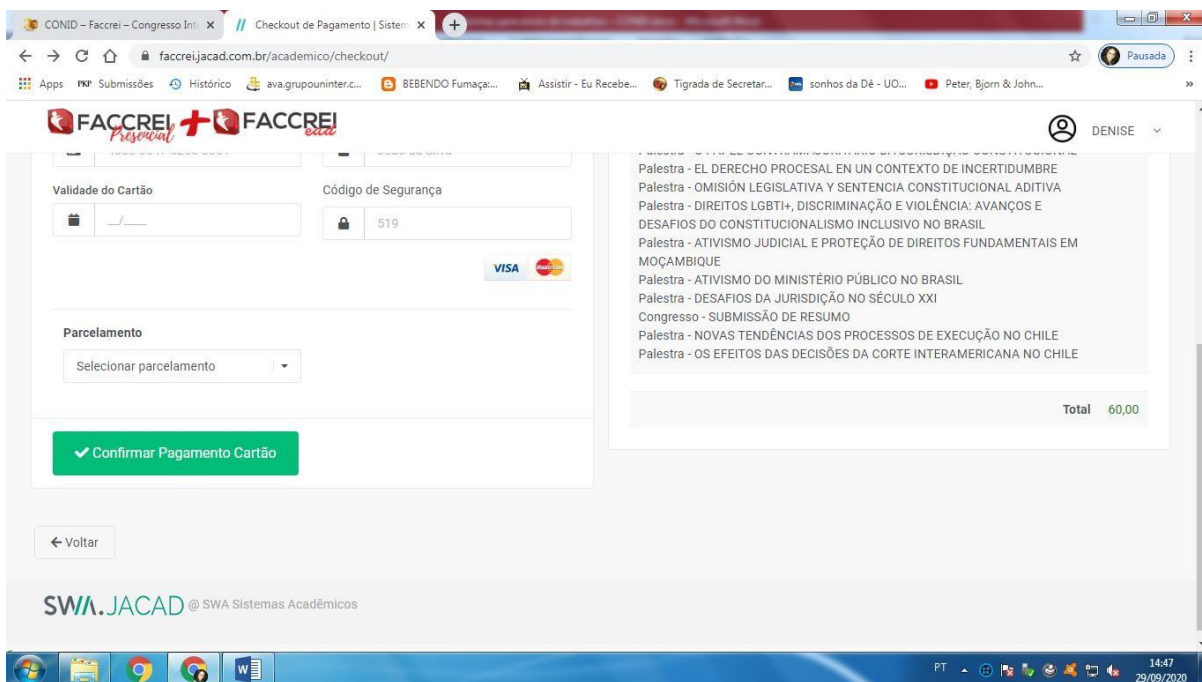 CONID – Faccrei – Congresso Int
Checkout de Pagamento | Sistem
faccrei.jacad.com.br/academico/checkout/
Pausada
Apps
PKP Submissões
Histórico
ava.grupouninter.c...
BEBENDO Fumaça:...
Assistir - Eu Recebe...
Tigrada de Secretar...
sonhos da Dê - UO...
Peter, Bjorn & John...
»
FACCREI Presencial + FACCREI ead
DENISE
Validade do Cartão
Código de Segurança
__/____
519
VISA
MasterCard
Parcelamento
Selecionar parcelamento
Confirmar Pagamento Cartão
Palestra - EL DERECHO PROCESAL EN UN CONTEXTO DE INCERTIDUMBRE
Palestra - OMISIÓN LEGISLATIVA Y SENTENCIA CONSTITUCIONAL ADITIVA
Palestra - DIREITOS LGBTI+, DISCRIMINAÇÃO E VIOLÊNCIA: AVANÇOS E
DESAFIOS DO CONSTITUCIONALISMO INCLUSIVO NO BRASIL
Palestra - ATIVISMO JUDICIAL E PROTEÇÃO DE DIREITOS FUNDAMENTAIS EM
MOÇAMBIQUE
Palestra - ATIVISMO DO MINISTÉRIO PÚBLICO NO BRASIL
Palestra - DESAFIOS DA JURISDIÇÃO NO SÉCULO XXI
Congresso - SUBMISSÃO DE RESUMO
Palestra - NOVAS TENDÊNCIAS DOS PROCESSOS DE EXECUÇÃO NO CHILE
Palestra - OS EFEITOS DAS DECISÕES DA CORTE INTERAMERICANA NO CHILE
Total 60,00
Voltar
SWA.JACAD @ SWA Sistemas Acadêmicos
PT
14:47
29/09/2020